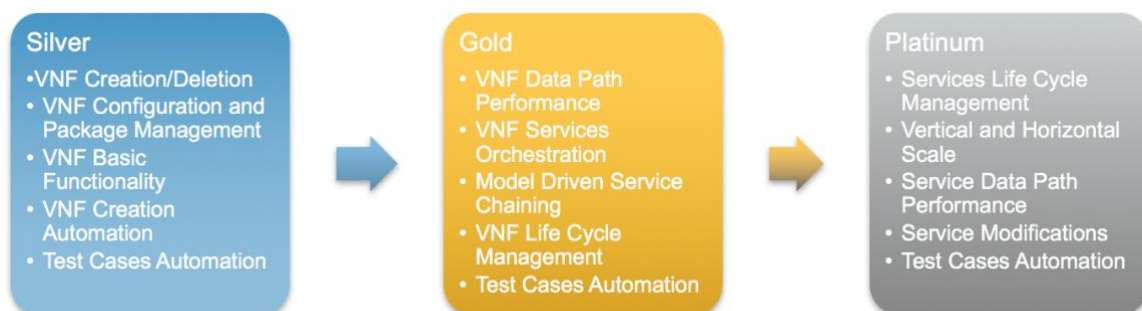 Silver
•VNF Creation/Deletion
• VNF Configuration and
Package Management
• VNF Basic
Functionality
• VNF Creation
Automation
• Test Cases Automation
Gold
• VNF Data Path
Performance
• VNF Services
Orchestration
• Model Driven Service
Chaining
• VNF Life Cycle
Management
• Test Cases Automation
Platinum
• Services Life Cycle
Management
• Vertical and Horizontal
Scale
• Service Data Path
Performance
• Service Modifications
• Test Cases Automation